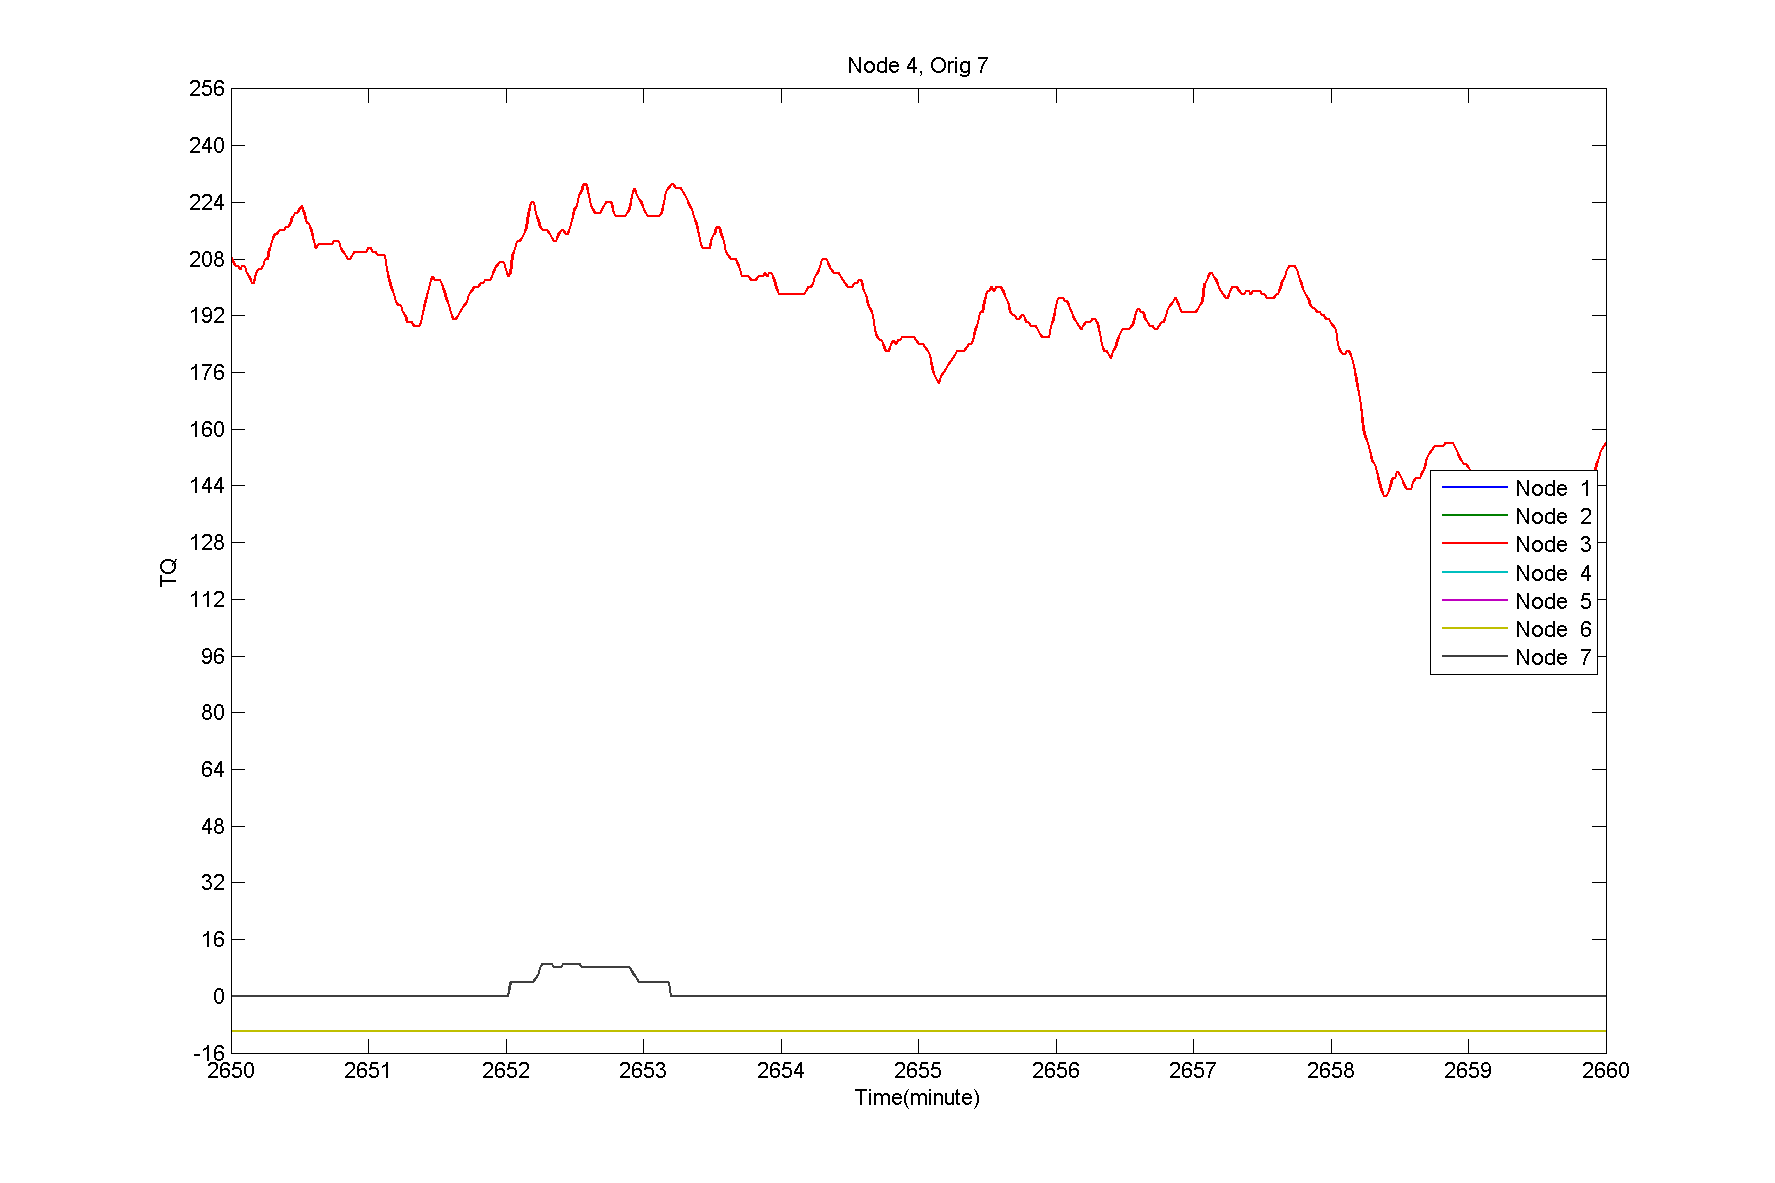 Node 4, Orig 7
256
240
224
208
192
176
160
144
128
112
96
80
64
48
32
16
0
-16
TQ
Node 1
Node 2
Node 3
Node 4
Node 5
Node 6
Node 7
2650 2651 2652 2653 2654 2655 2656 2657 2658 2659 2660
Time(minute)